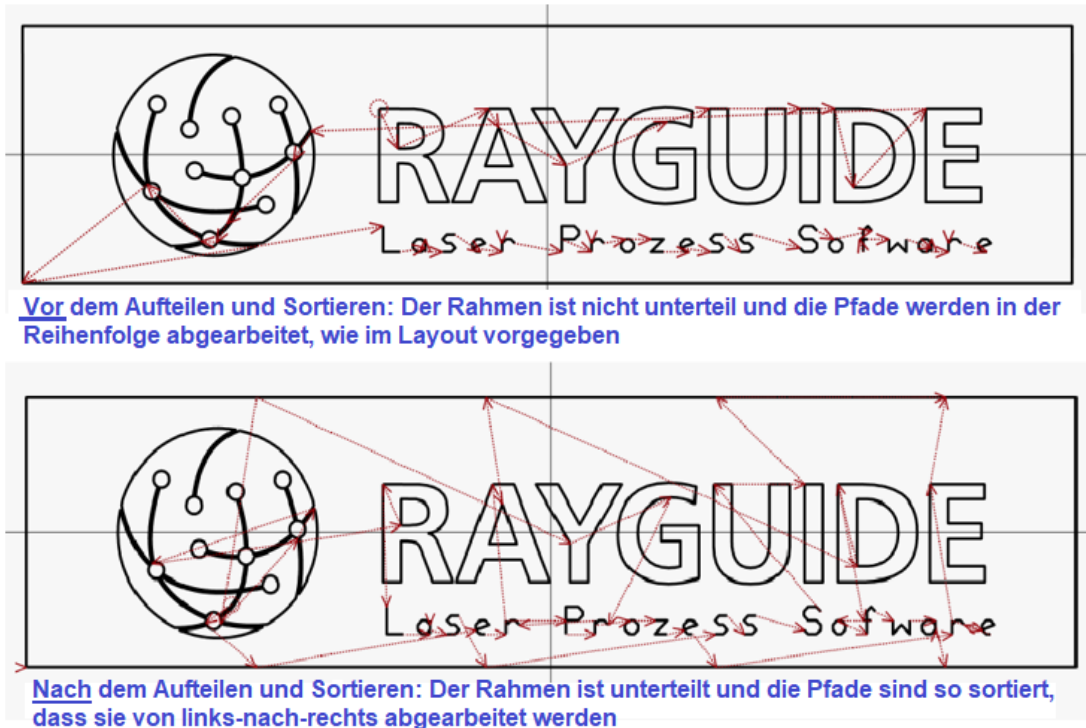 RAYGUIDE
Laser Prozess Software
Vor dem Aufteilen und Sortieren: Der Rahmen ist nicht unterteil und die Pfade werden in der
Reihenfolge abgearbeitet, wie im Layout vorgegeben
RAYGUIDE
Laser Prozess Software
Nach dem Aufteilen und Sortieren: Der Rahmen ist unterteilt und die Pfade sind so sortiert,
dass sie von links-nach-rechts abgearbeitet werden